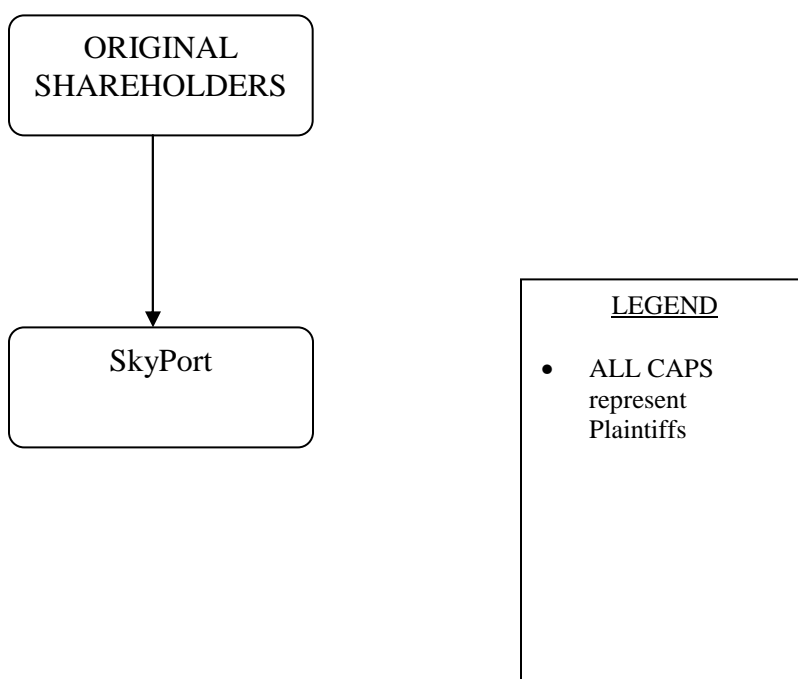 ORIGINAL
SHAREHOLDERS
SkyPort
LEGEND
• ALL CAPS
represent
Plaintiffs